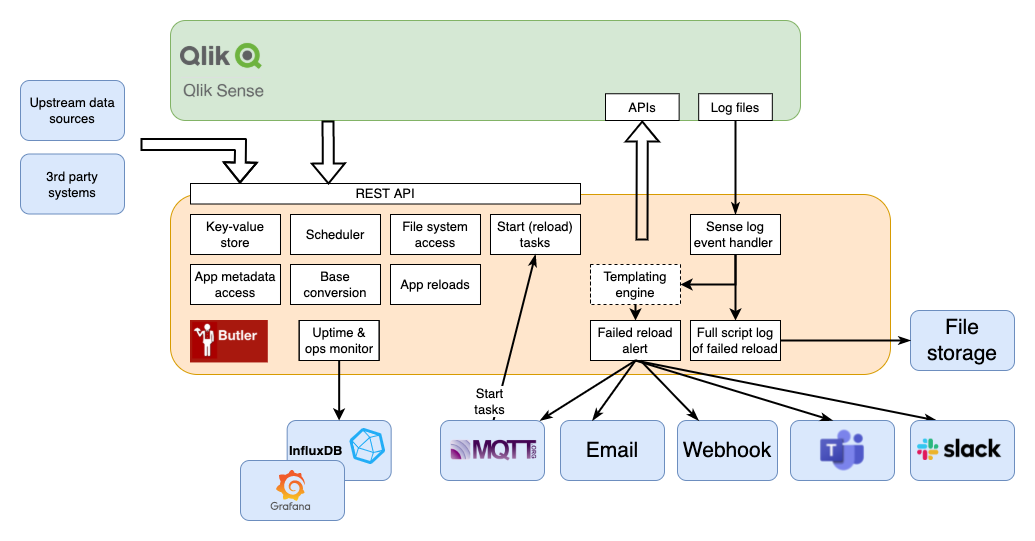 Qlik
Qlik Sense
APIs
Log files
Upstream data
sources
3rd party
systems
REST API
Key-value
store
Scheduler
File system
access
Start (reload)
tasks
Sense log
event handler
App metadata
access
Base
conversion
App reloads
Templating
engine
Butler
Uptime &
ops monitor
Failed reload
alert
Full script log
of failed reload
File
storage
Start
tasks
InfluxDB
Grafana
MQTT
.ORG
Email
Webhook
T
slack